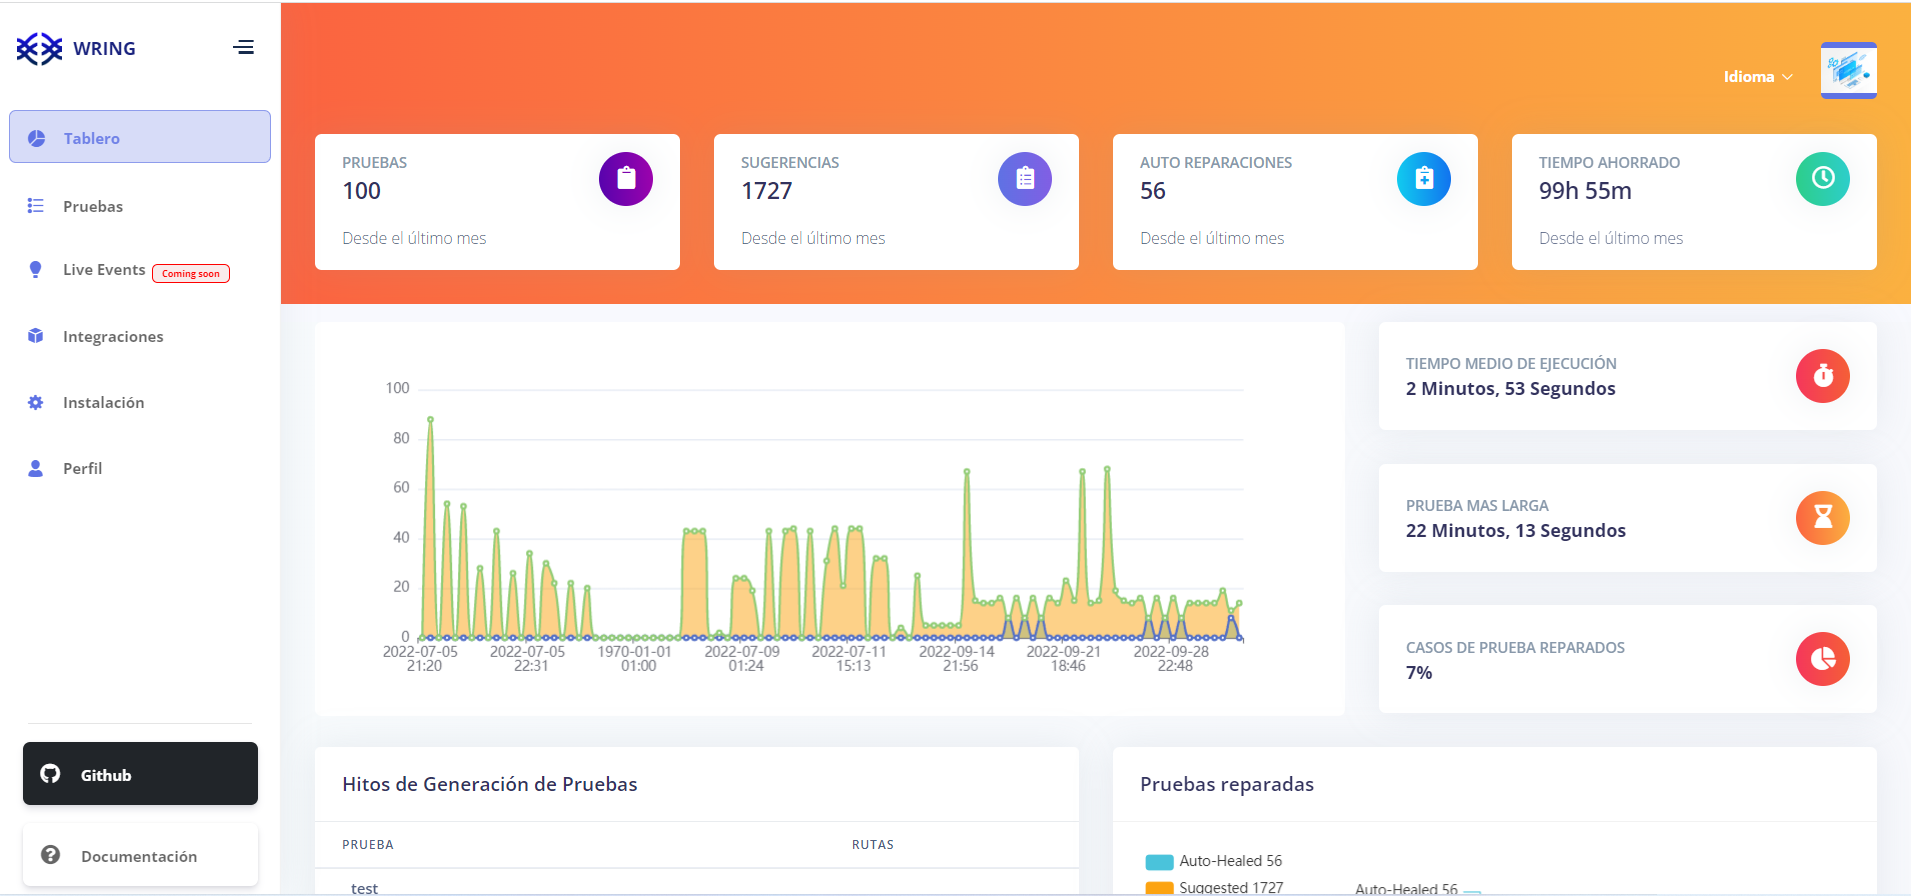 WRING
Tablero
Pruebas
Live Events Coming soon
Integraciones
Instalación
Perfil
Github
Documentación
Idioma
PRUEBAS
100
Desde el último mes
SUGERENCIAS
1727
Desde el último mes
AUTO REPARACIONES
56
Desde el último mes
TIEMPO AHORRADO
99h 55m
Desde el último mes
100
80
60
40
20
0
2022-07-05 2022-07-05 1970-01-01 2022-07-09 2022-07-11 2022-09-14 2022-09-21 2022-09-28
21:20 22:31 01:00 01:24 15:13 21:56 18:46 22:48
TIEMPO MEDIO DE EJECUCIÓN
2 Minutos, 53 Segundos
PRUEBA MAS LARGA
22 Minutos, 13 Segundos
CASOS DE PRUEBA REPARADOS
7%
Hitos de Generación de Pruebas
PRUEBA RUTAS
test
Pruebas reparadas
Auto-Healed 56
Suggested 1727
Auto-Healed 56